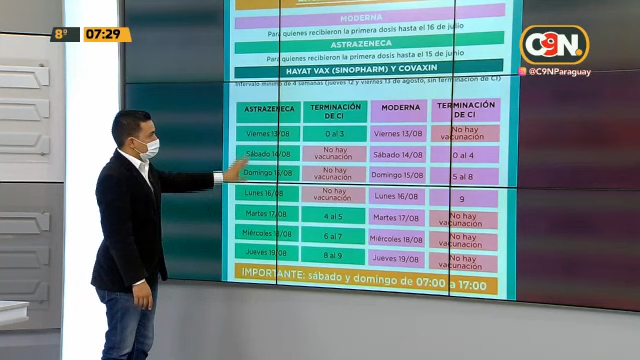 8º 07:29
C9N
@C9NParaguay
MODERNA
Para quienes recibieron la primera dosis hasta el 16 de junio
ASTRAZENECA
Para quienes recibieron la primera dosis hasta el 15 de junio
HAYAT VAX (SINOPHARM) Y COVAXIN
Intervalo mínimo de 4 semanas (jueves 12 y viernes 13 de agosto, sin terminación de CI)
ASTRAZENECA TERMINACIÓN DE CI MODERNA TERMINACIÓN DE CI
Viernes 13/08 0 al 3 Viernes 13/08 No hay vacunación
Sábado 14/08 No hay vacunación Sábado 14/08 0 al 4
Domingo 15/08 No hay vacunación Domingo 15/08 5 al 8
Lunes 16/08 No hay vacunación Lunes 16/08 9
Martes 17/08 4 al 5 Martes 17/08 No hay vacunación
Miércoles 18/08 6 al 7 Miércoles 18/08 No hay vacunación
Jueves 19/08 8 al 9 Jueves 19/08 No hay vacunación
IMPORTANTE: sábado y domingo de 07:00 a 17:00